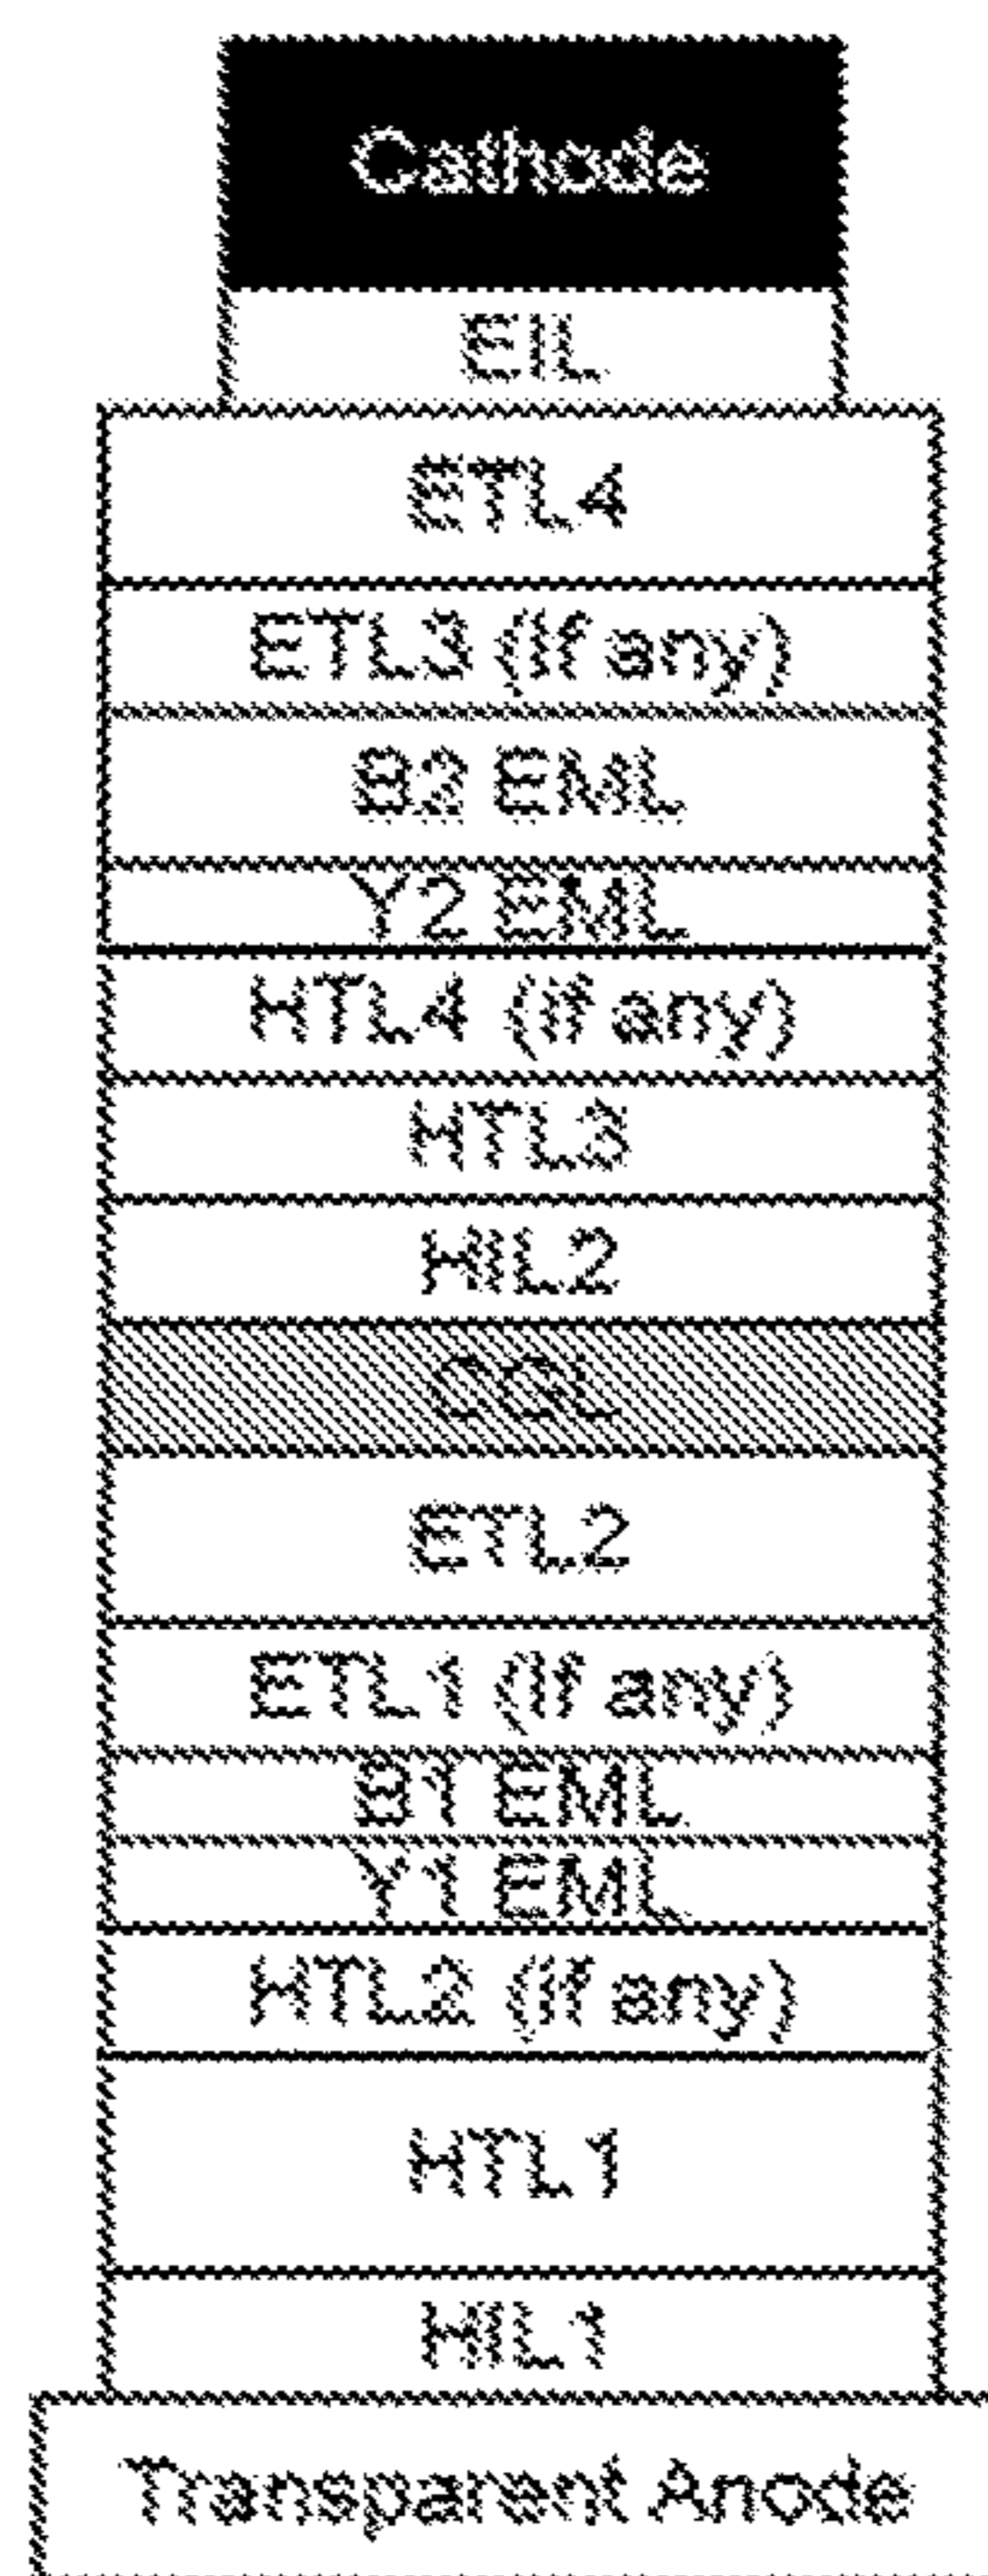 Cathode
EIL
ETL4
ETL3 (if any)
B2 EML
Y2 EML
HTL4 (if any)
HTL3
HIL2
CGL
ETL2
ETL1 (if any)
B1 EML
Y1 EML
HTL2 (if any)
HTL1
HIL1
Transparent Anode